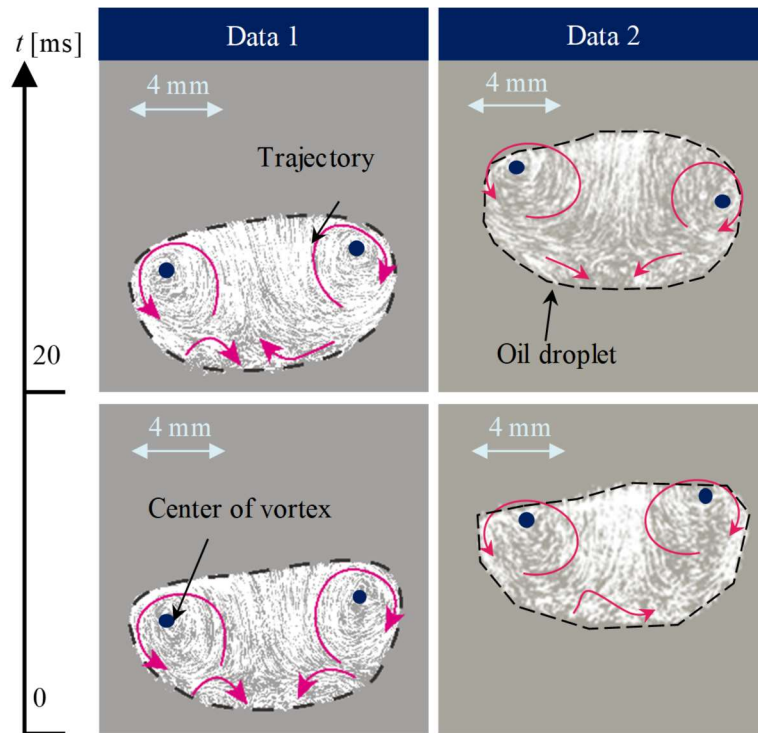 t [ms]
Data 1
Data 2
4 mm
4 mm
Trajectory
Oil droplet
20
4 mm
4 mm
Center of vortex
0